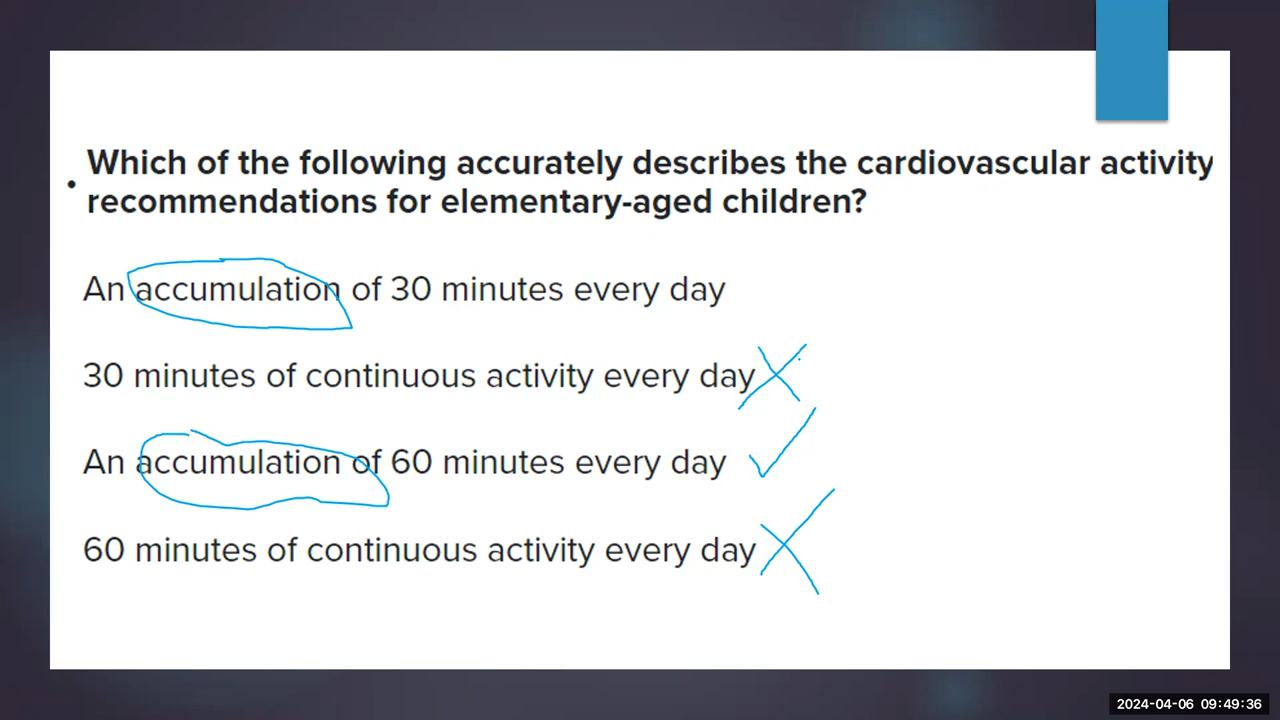 Which of the following accurately describes the cardiovascular activity
• recommendations for elementary-aged children?
An accumulation of 30 minutes every day
30 minutes of continuous activity every day
An accumulation of 60 minutes every day
60 minutes of continuous activity every day
2024-04-06 09:49:36